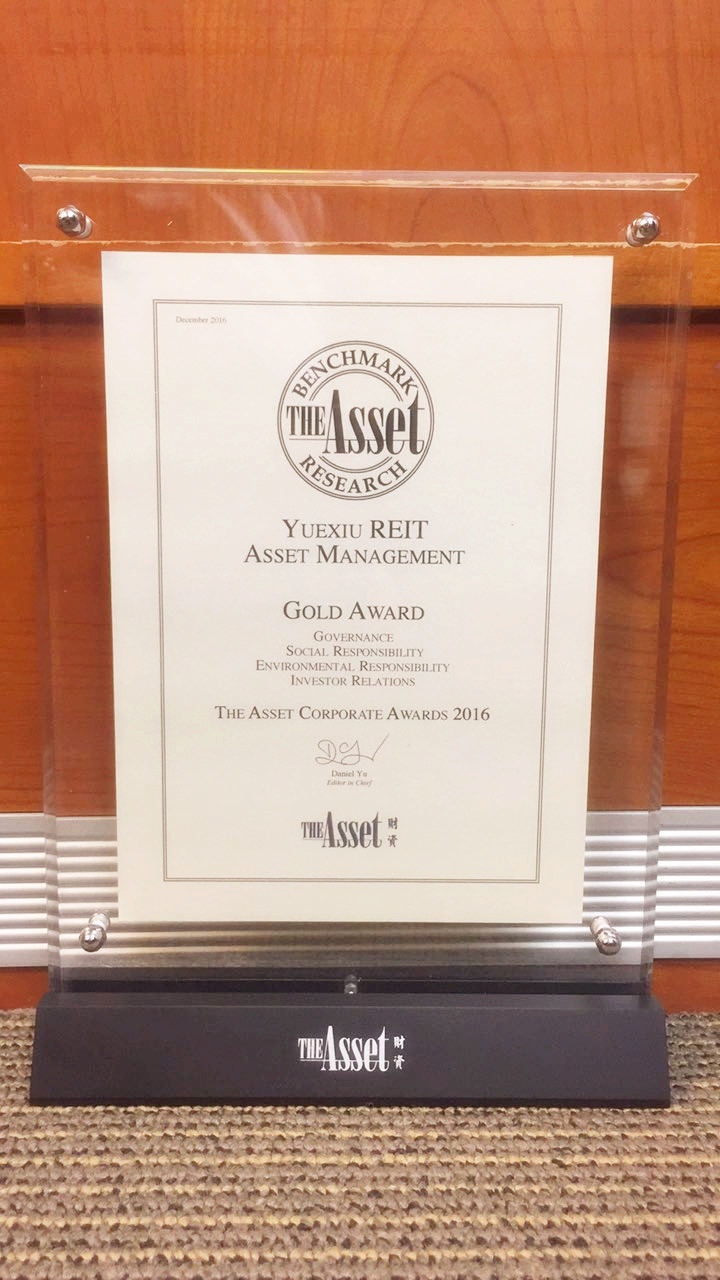 December 2016
BENCHMARK
THE Asset
RESEARCH
YUEXIU REIT
ASSET MANAGEMENT
GOLD AWARD
GOVERNANCE
SOCIAL RESPONSIBILITY
ENVIRONMENTAL RESPONSIBILITY
INVESTOR RELATIONS
THE ASSET CORPORATE AWARDS 2016
Daniel Yu
Editor in Chief
THE Asset 財資
THE Asset 財資